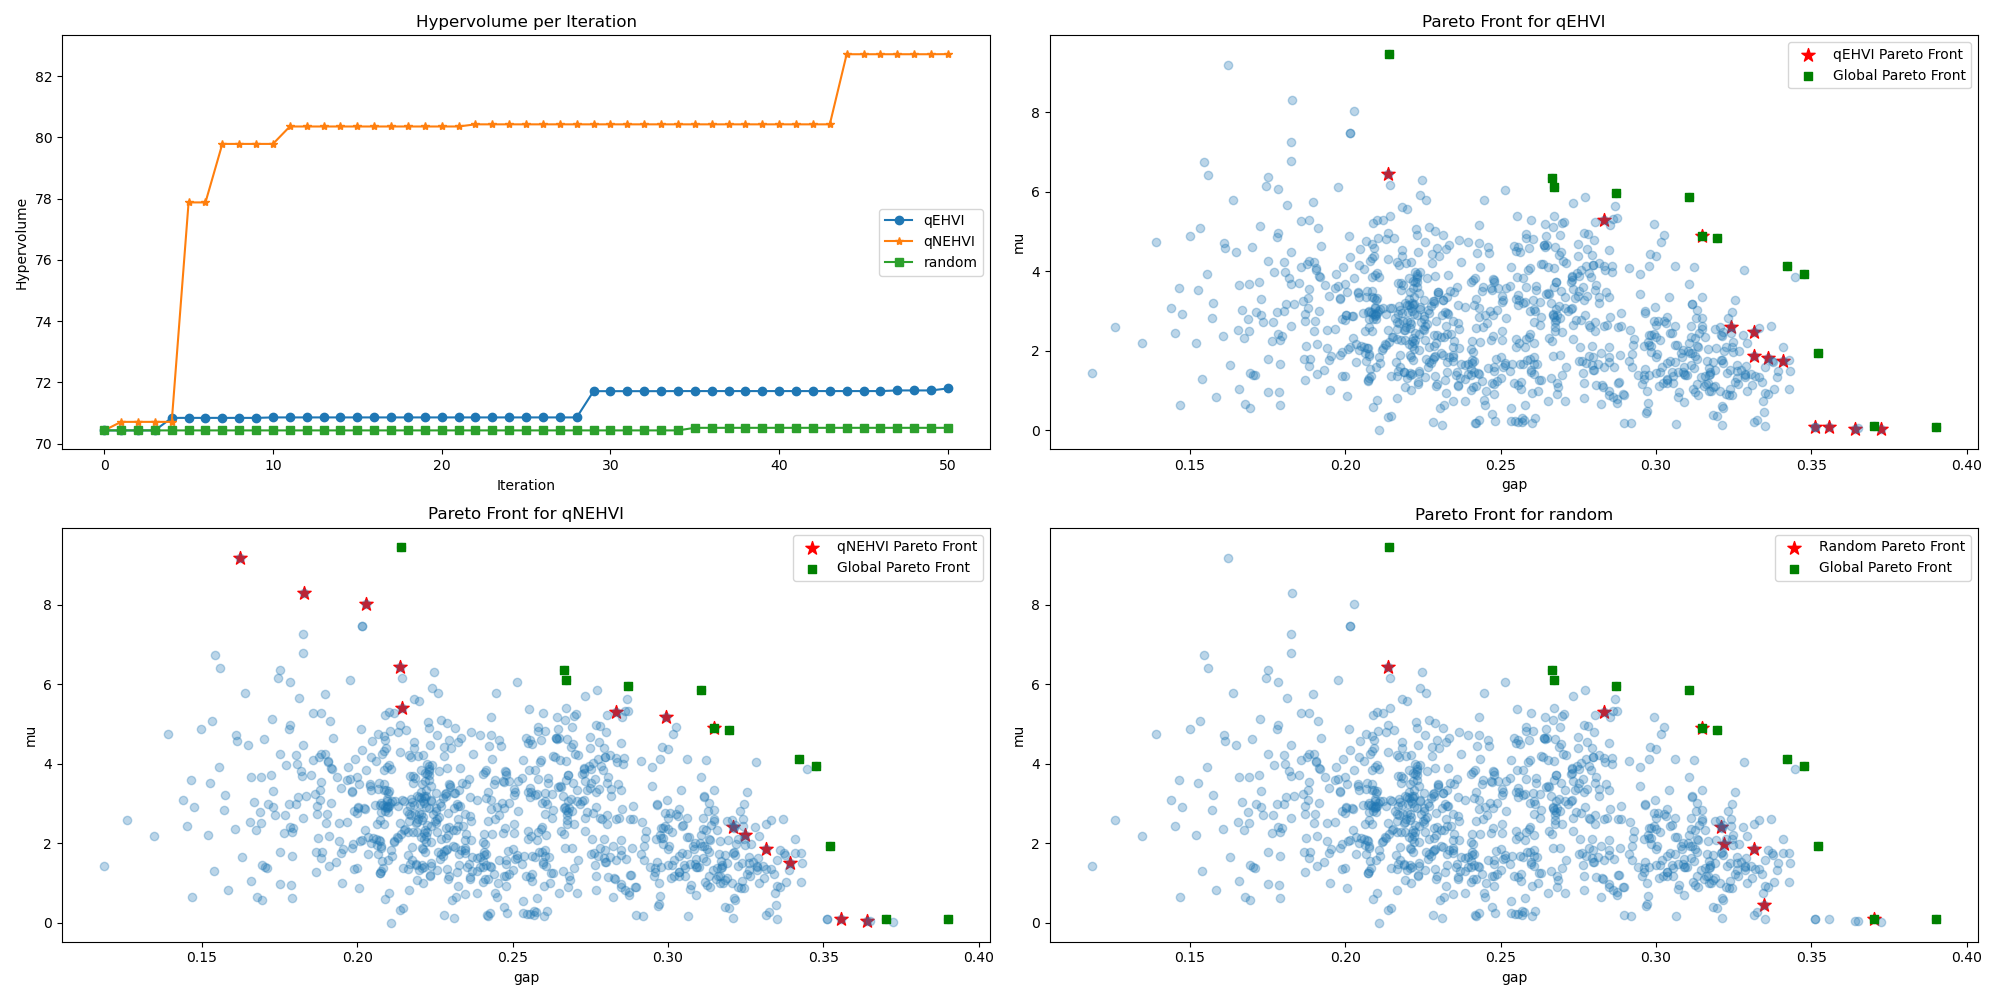 Hypervolume per Iteration
Hypervolume
82
80
78
76
74
72
70
qEHVI
qNEHVI
random
0
10
20
30
40
50
Iteration
Pareto Front for qEHVI
mu
8
6
4
2
0
qEHVI Pareto Front
Global Pareto Front
0.15
0.20
0.25
0.30
0.35
0.40
gap
Pareto Front for qNEHVI
mu
8
6
4
2
0
qNEHVI Pareto Front
Global Pareto Front
0.15
0.20
0.25
0.30
0.35
0.40
gap
Pareto Front for random
mu
8
6
4
2
0
Random Pareto Front
Global Pareto Front
0.15
0.20
0.25
0.30
0.35
0.40
gap